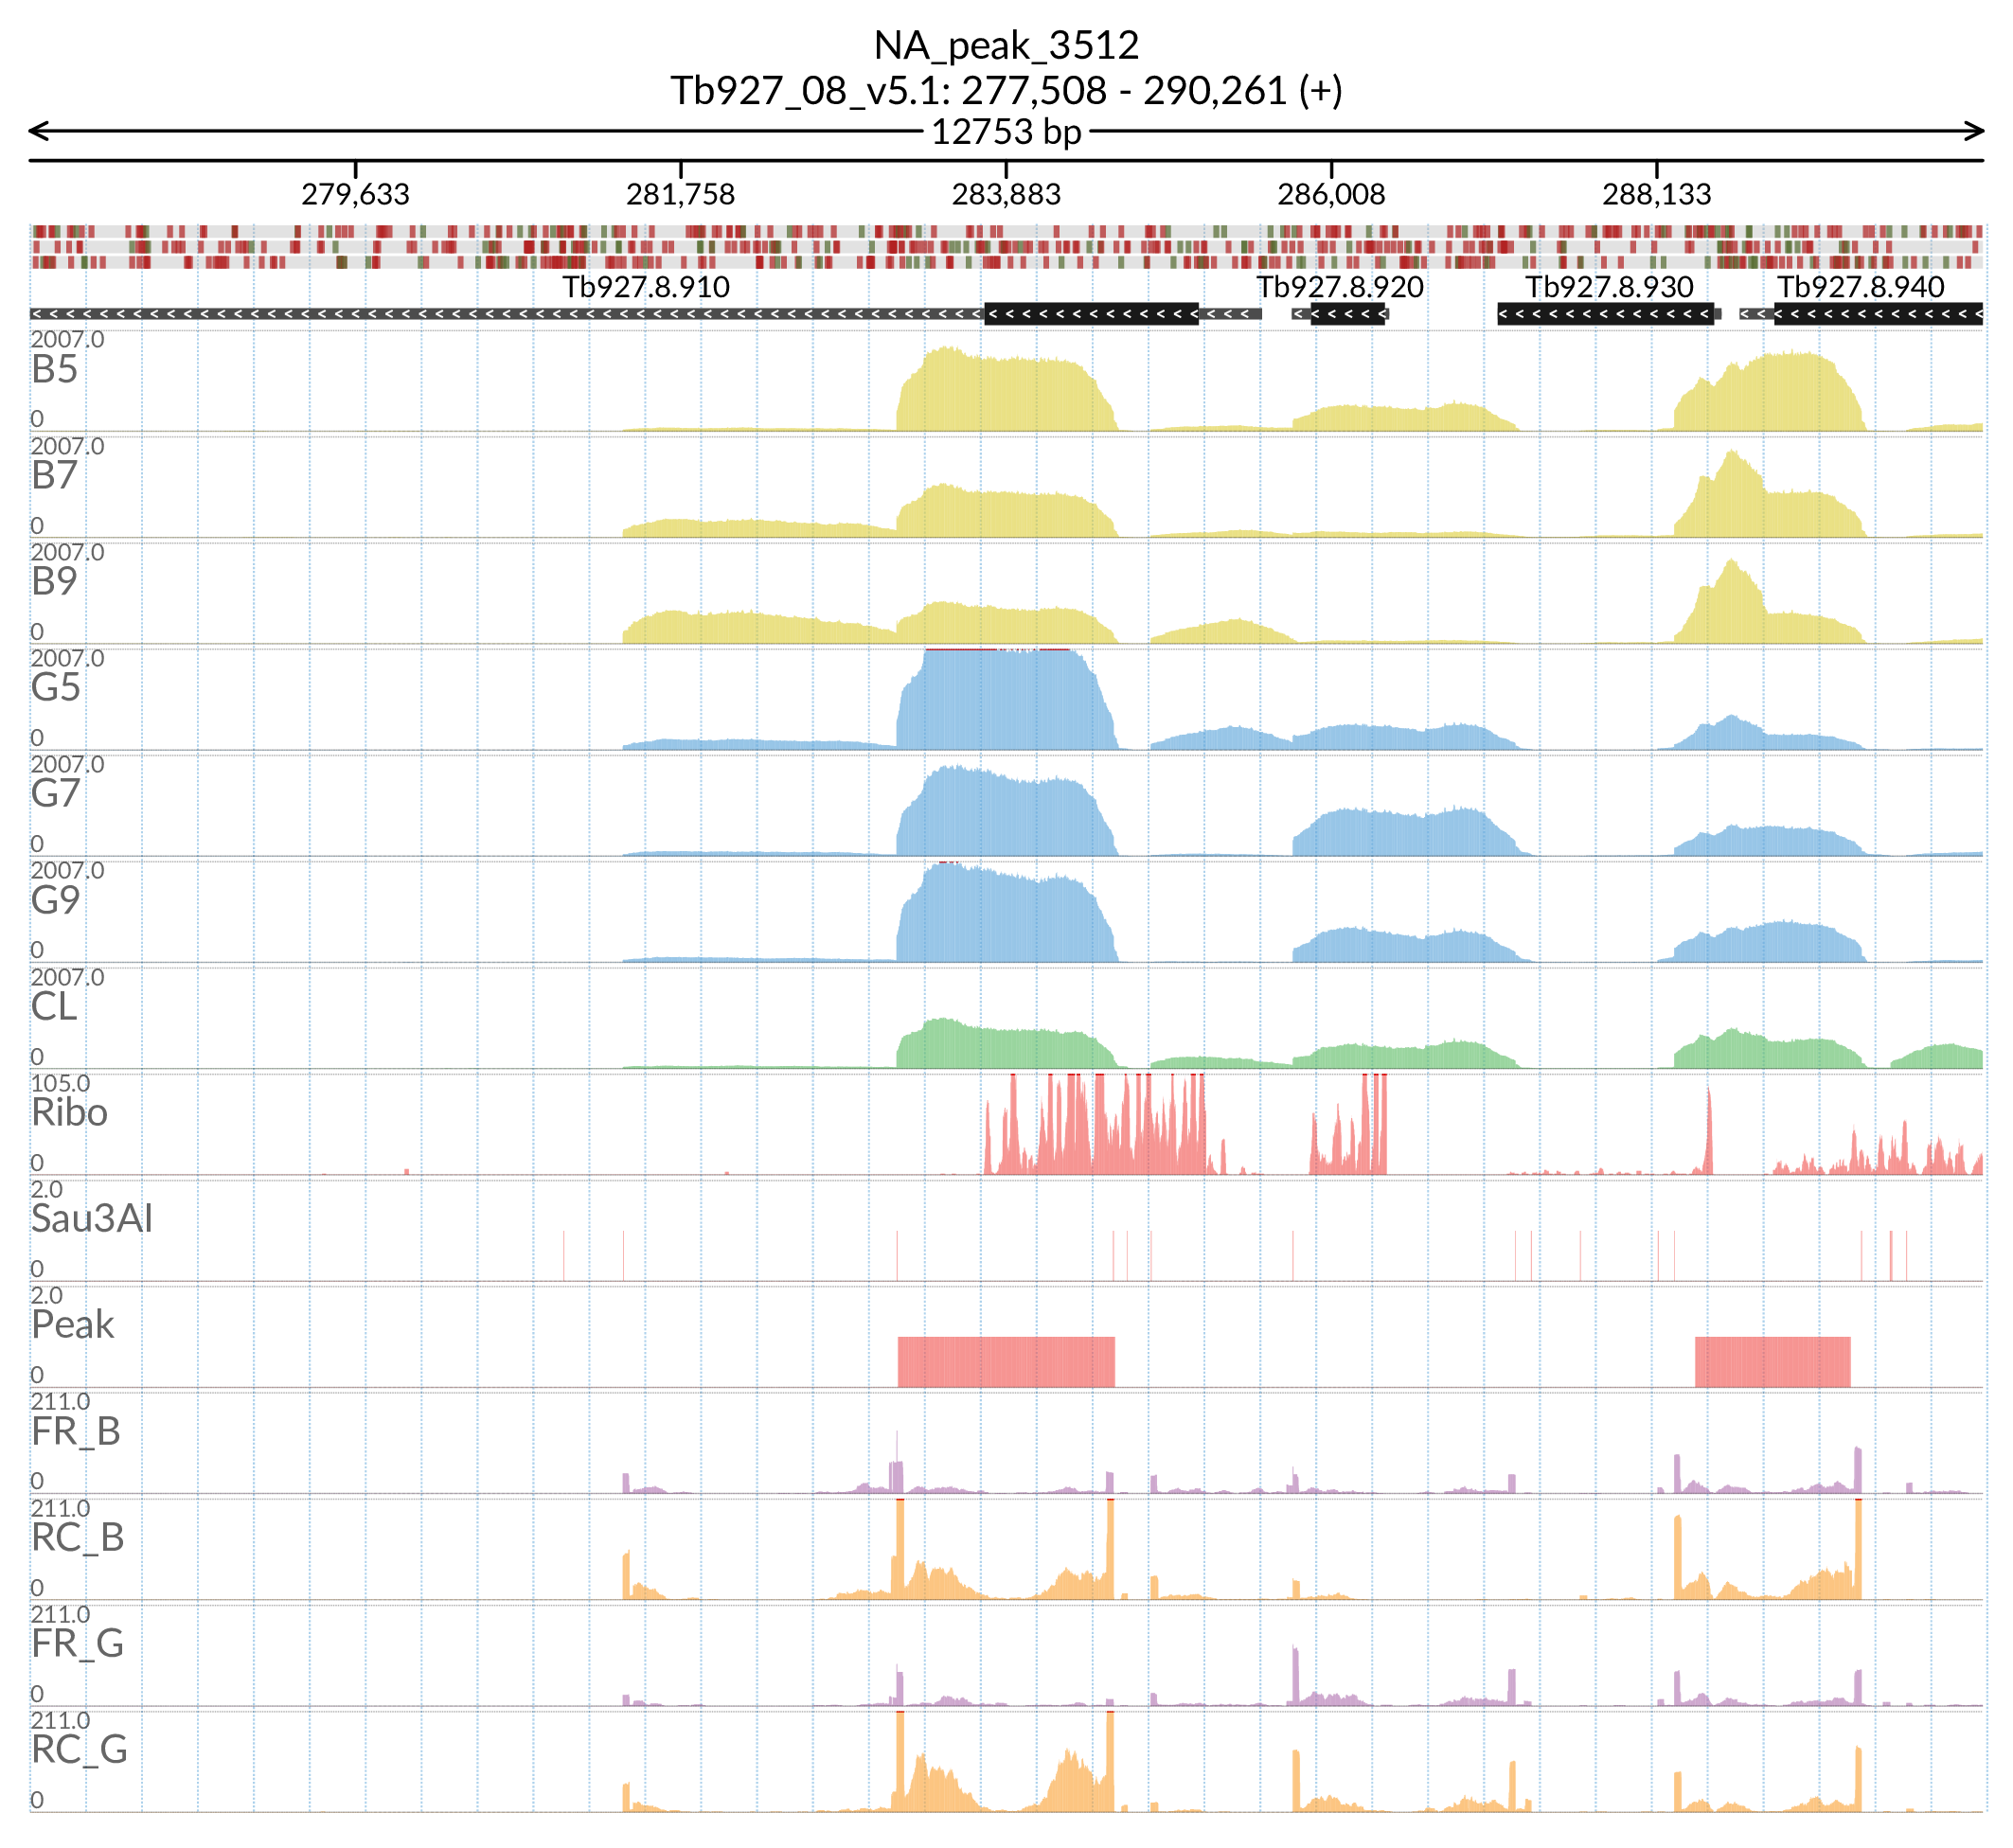 NA_peak_3512
Tb927_08_v5.1: 277,508 - 290,261 (+)
12753 bp
279,633 281,758 283,883 286,008 288,133
Tb927.8.910 Tb927.8.920 Tb927.8.930 Tb927.8.940
2007.0
B5
0
2007.0
B7
0
2007.0
B9
0
2007.0
G5
0
2007.0
G7
0
2007.0
G9
0
2007.0
CL
0
105.0
Ribo
0
2.0
Sau3AI
0
2.0
Peak
0
211.0
FR_B
0
211.0
RC_B
0
211.0
FR_G
0
211.0
RC_G
0